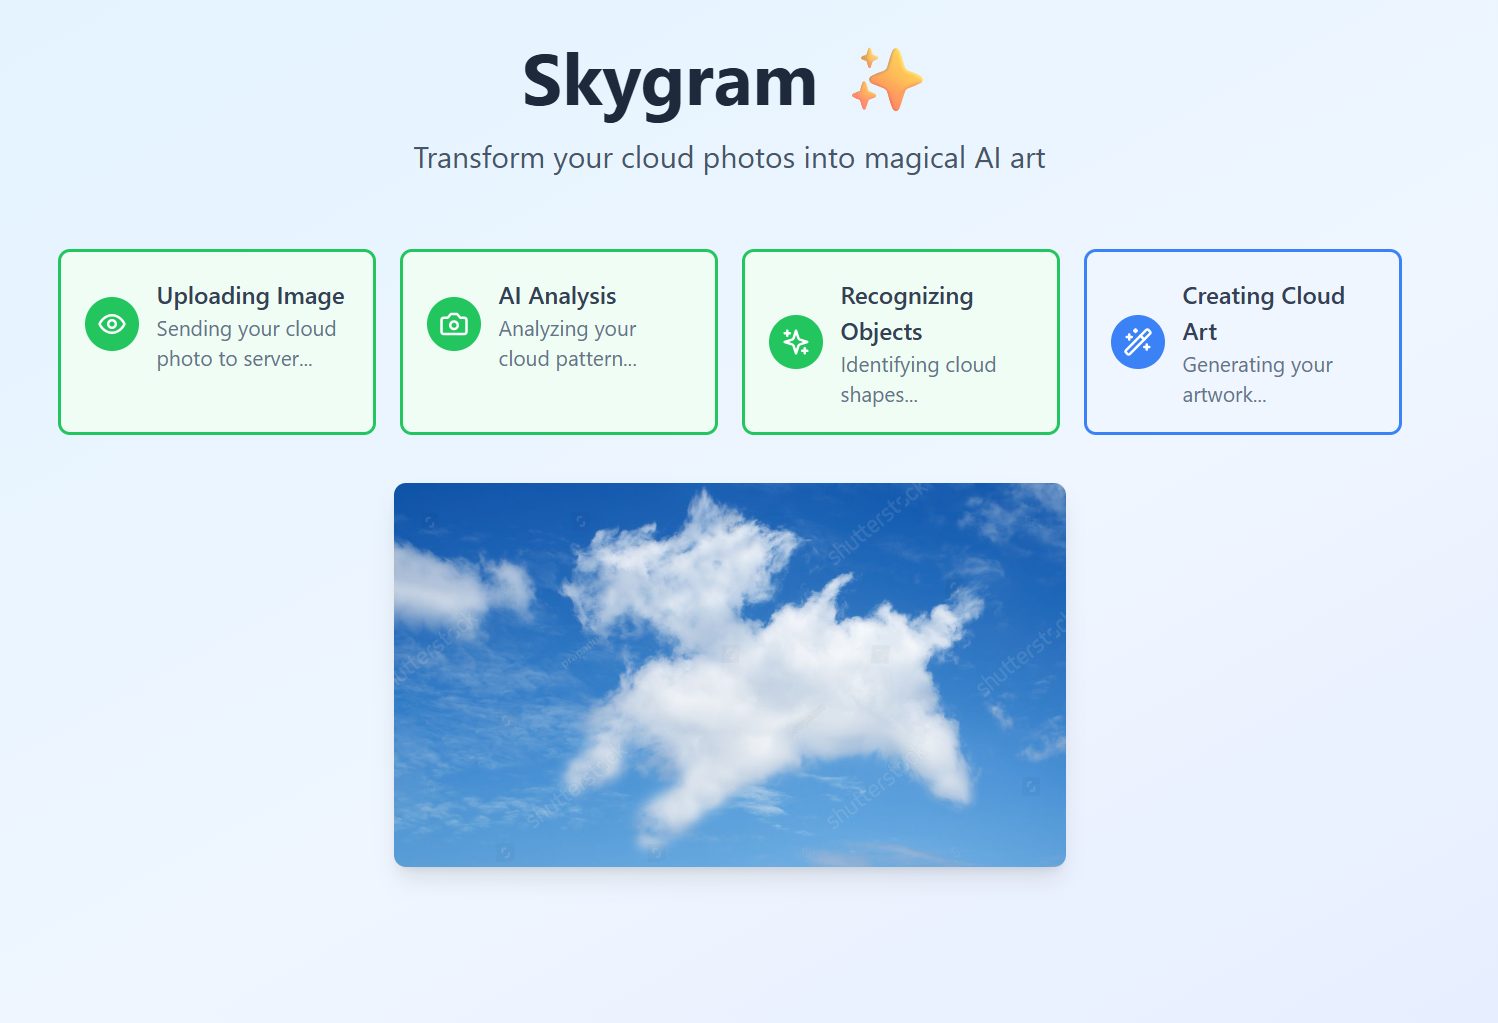 Skygram ✨
Transform your cloud photos into magical AI art
Uploading Image
Sending your cloud
photo to server...
AI Analysis
Analyzing your
cloud pattern...
Recognizing
Objects
Identifying cloud
shapes...
Creating Cloud
Art
Generating your
artwork...
shutterstock
shutterstock
shutterstock
shutterstock
shutterstock